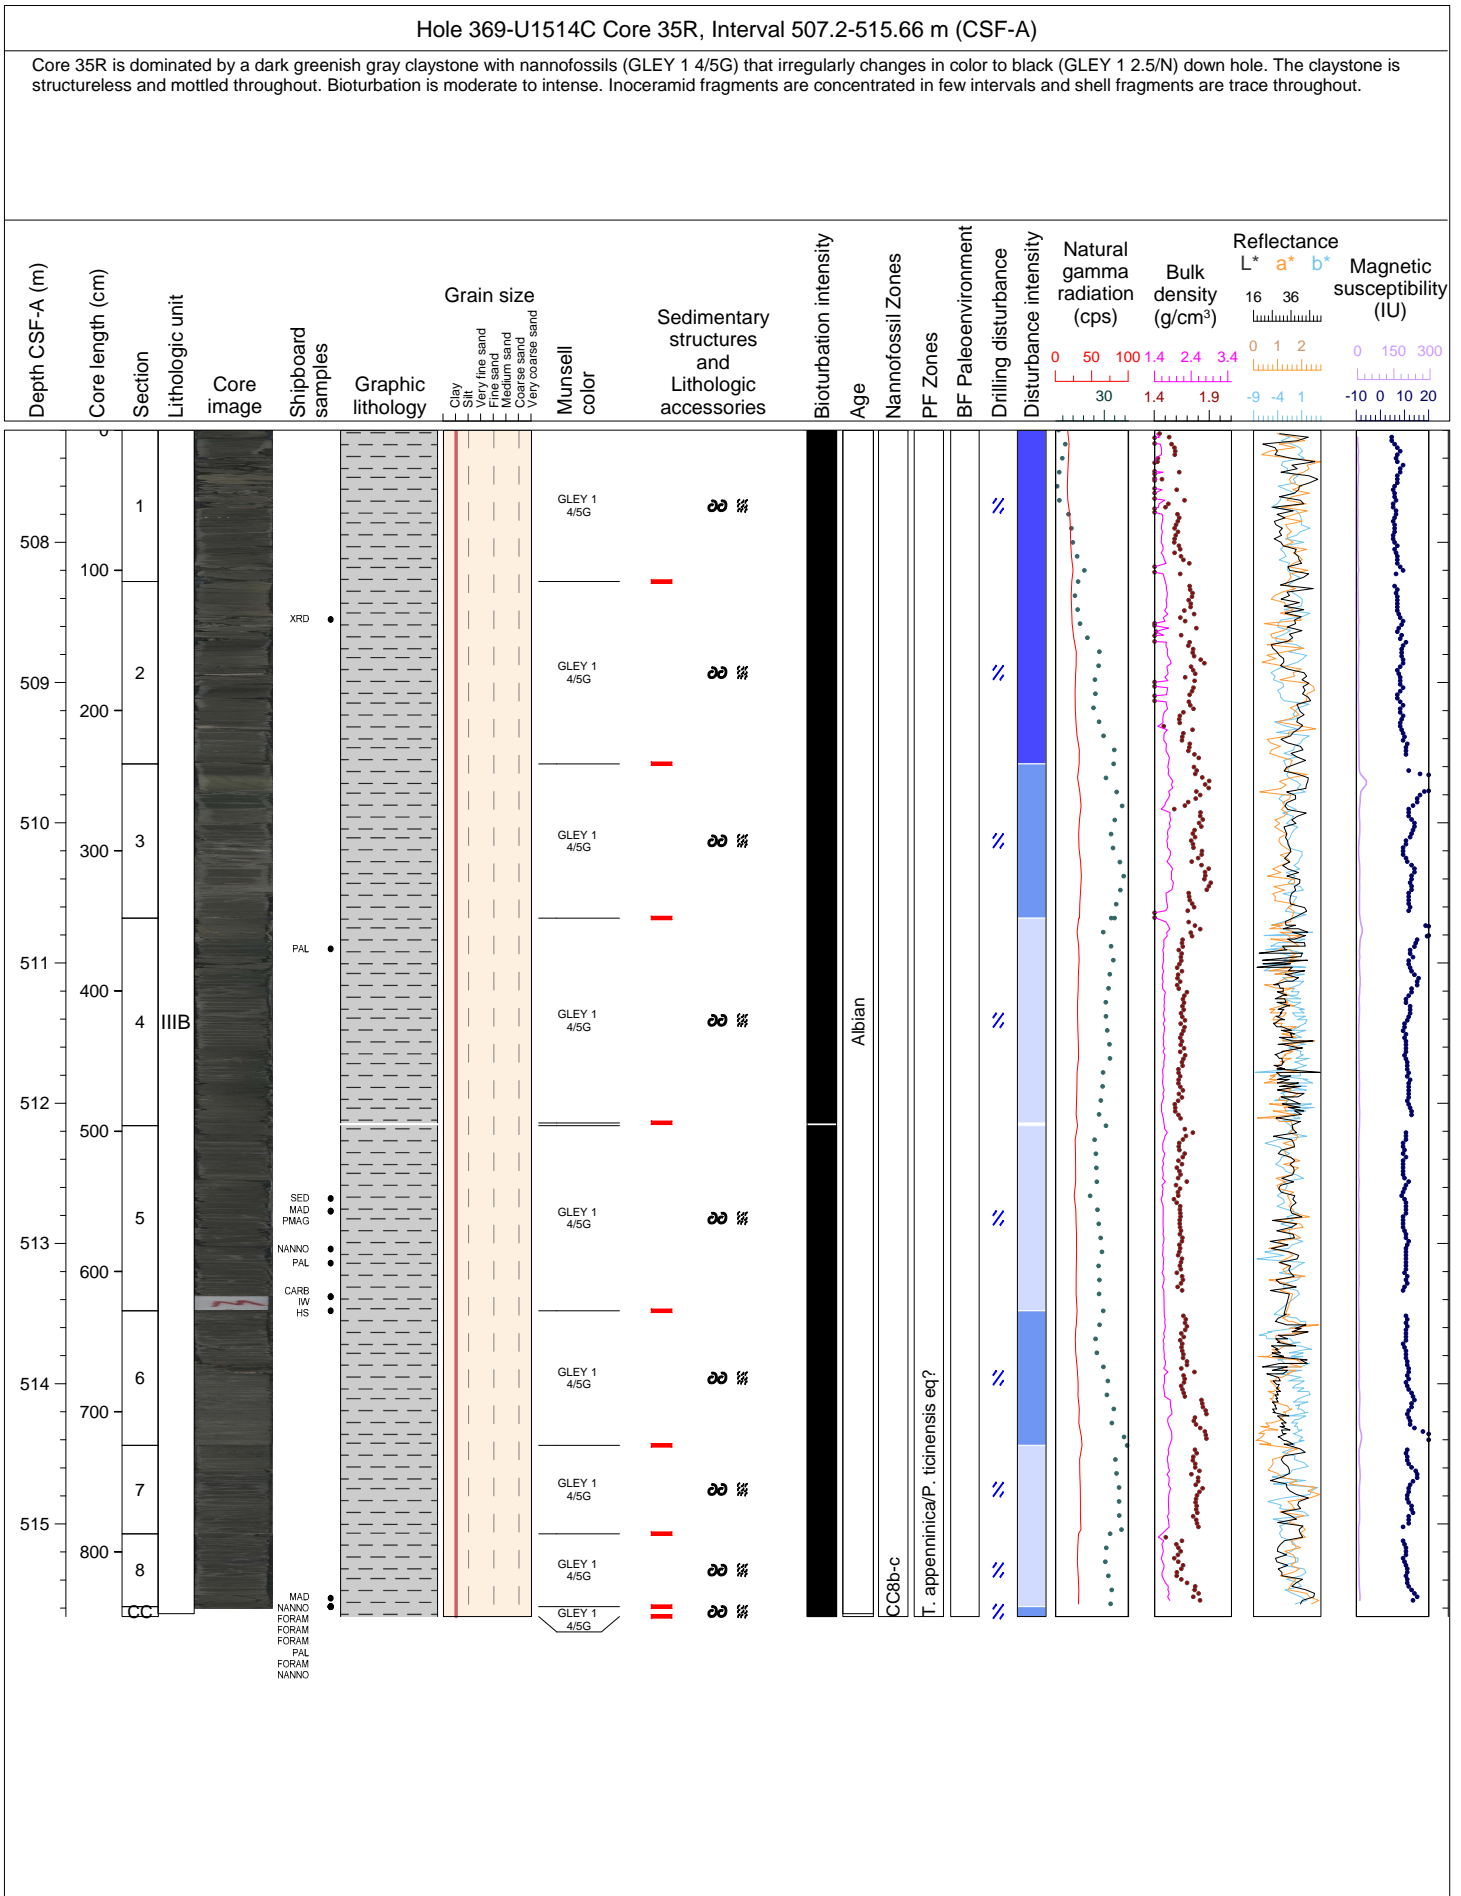 Hole 369-U1514C Core 35R, Interval 507.2-515.66 m (CSF-A)
Core 35R is dominated by a dark greenish gray claystone with nannofossils (GLEY 1 4/5G) that irregularly changes in color to black (GLEY 1 2.5/N) down hole. The claystone is
structureless and mottled throughout. Bioturbation is moderate to intense. Inoceramid fragments are concentrated in few intervals and shell fragments are trace throughout.
Depth CSF-A (m)
Core length (cm)
Section
Lithologic unit
Core
image
Shipboard
samples
Graphic
lithology
Grain size
Clay
Silt
Very fine sand
Fine sand
Medium sand
Coarse sand
Very coarse sand
Munsell
color
Sedimentary
structures
and
Lithologic
accessories
Bioturbation intensity
Age
Nannofossil Zones
PF Zones
BF Paleoenvironment
Drilling disturbance
Disturbance intensity
Natural
gamma
radiation
(cps)
0 50 100
30
Bulk
density
(g/cm³)
1.4 2.4 3.4
1.4 1.9
Reflectance
L* a* b*
16 36
0 1 2
-9 -4 1
Magnetic
susceptibility
(IU)
0 150 300
-10 0 10 20
508
509
510
511
512
513
514
515
0
100
200
300
400
500
600
700
800
1
2
3
4
5
6
7
8
CC
IIIB
XRD
PAL
SED
MAD
PMAG
NANNO
PAL
CARB
IW
HS
MAD
NANNO
FORAM
FORAM
FORAM
PAL
FORAM
NANNO
GLEY 1
4/5G
GLEY 1
4/5G
GLEY 1
4/5G
GLEY 1
4/5G
GLEY 1
4/5G
GLEY 1
4/5G
GLEY 1
4/5G
GLEY 1
4/5G
GLEY 1
4/5G
Albian
CC8b-c
T. appenninica/P. ticinensis eq?